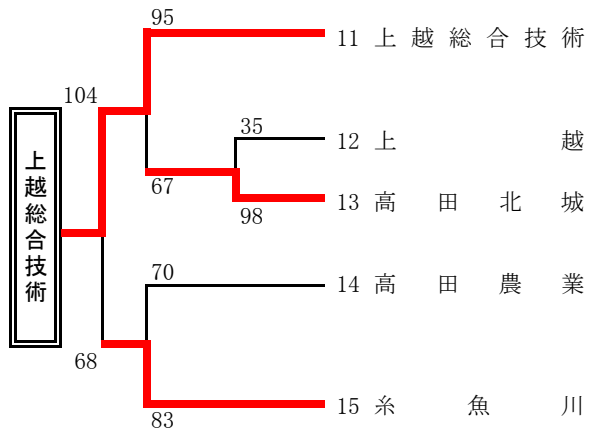 95
11 上越総合技術
104
35
12 上越
67
13 高田北城
98
上越総合技術
70
14 高田農業
68
15 糸魚川
83